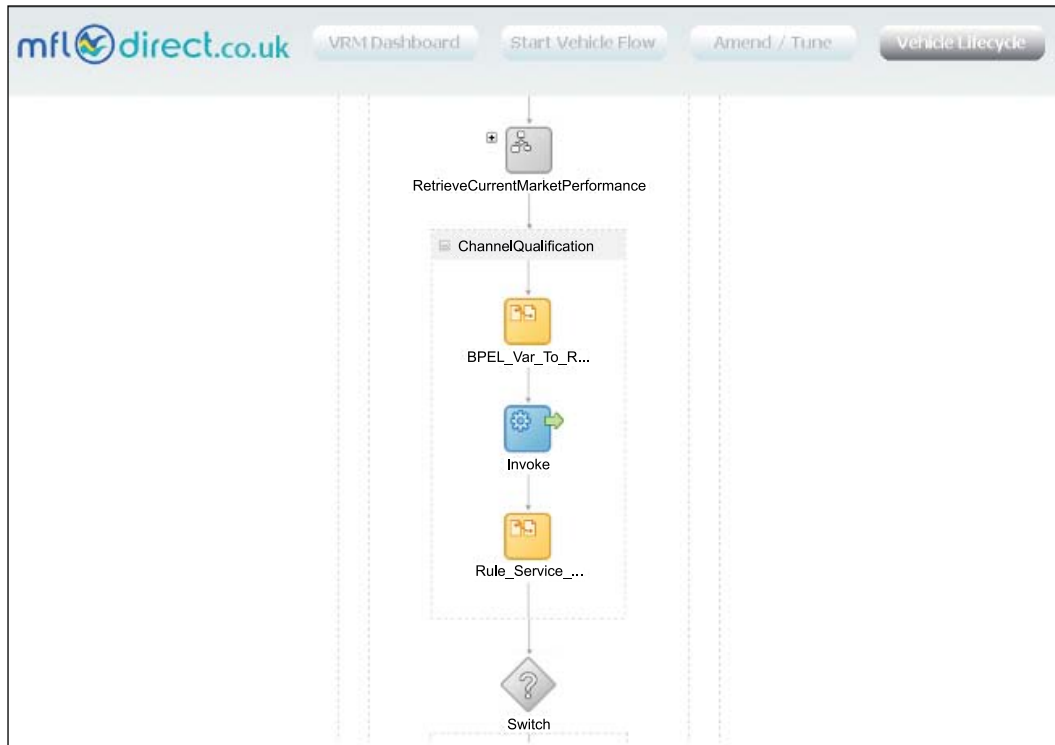 mfl direct.co.uk
VRM Dashboard
Start Vehicle Flow
Amend / Tune
Vehicle Lifecycle
RetrieveCurrentMarketPerformance
ChannelQualification
BPEL_Var_To_R...
Invoke
Rule_Service_...
Switch